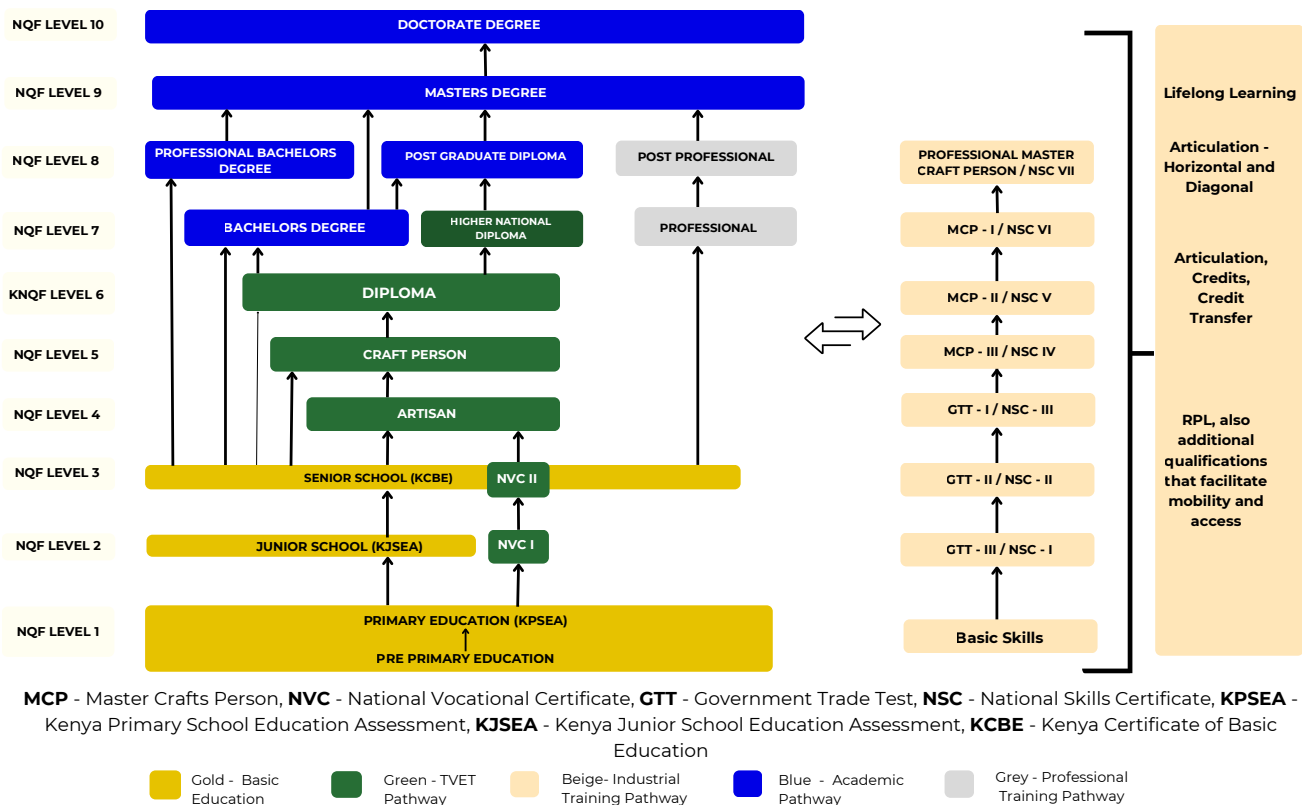 NQF LEVEL 10
DOCTORATE DEGREE
NQF LEVEL 9
MASTERS DEGREE
Lifelong Learning
NQF LEVEL 8
PROFESSIONAL BACHELORS
DEGREE
POST GRADUATE DIPLOMA
POST PROFESSIONAL
PROFESSIONAL MASTER
CRAFT PERSON / NSC VII
Articulation -
Horizontal and
Diagonal
NQF LEVEL 7
BACHELORS DEGREE
HIGHER NATIONAL
DIPLOMA
PROFESSIONAL
MCP - I / NSC VI
KNQF LEVEL 6
DIPLOMA
MCP - II / NSC V
Articulation,
Credits,
Credit
Transfer
NQF LEVEL 5
CRAFT PERSON
MCP - III / NSC IV
NQF LEVEL 4
ARTISAN
GTT - I / NSC - III
NQF LEVEL 3
SENIOR SCHOOL (KCBE)
NVC II
GTT - II / NSC - II
RPL, also
additional
qualifications
that facilitate
mobility and
access
NQF LEVEL 2
JUNIOR SCHOOL (KJSEA)
NVC I
GTT - III / NSC - I
NQF LEVEL 1
PRIMARY EDUCATION (KPSEA)
PRE PRIMARY EDUCATION
Basic Skills
MCP - Master Crafts Person, NVC - National Vocational Certificate, GTT - Government Trade Test, NSC - National Skills Certificate, KPSEA -
Kenya Primary School Education Assessment, KJSEA - Kenya Junior School Education Assessment, KCBE - Kenya Certificate of Basic
Education
Gold - Basic
Education
Green - TVET
Pathway
Beige- Industrial
Training Pathway
Blue - Academic
Pathway
Grey - Professional
Training Pathway